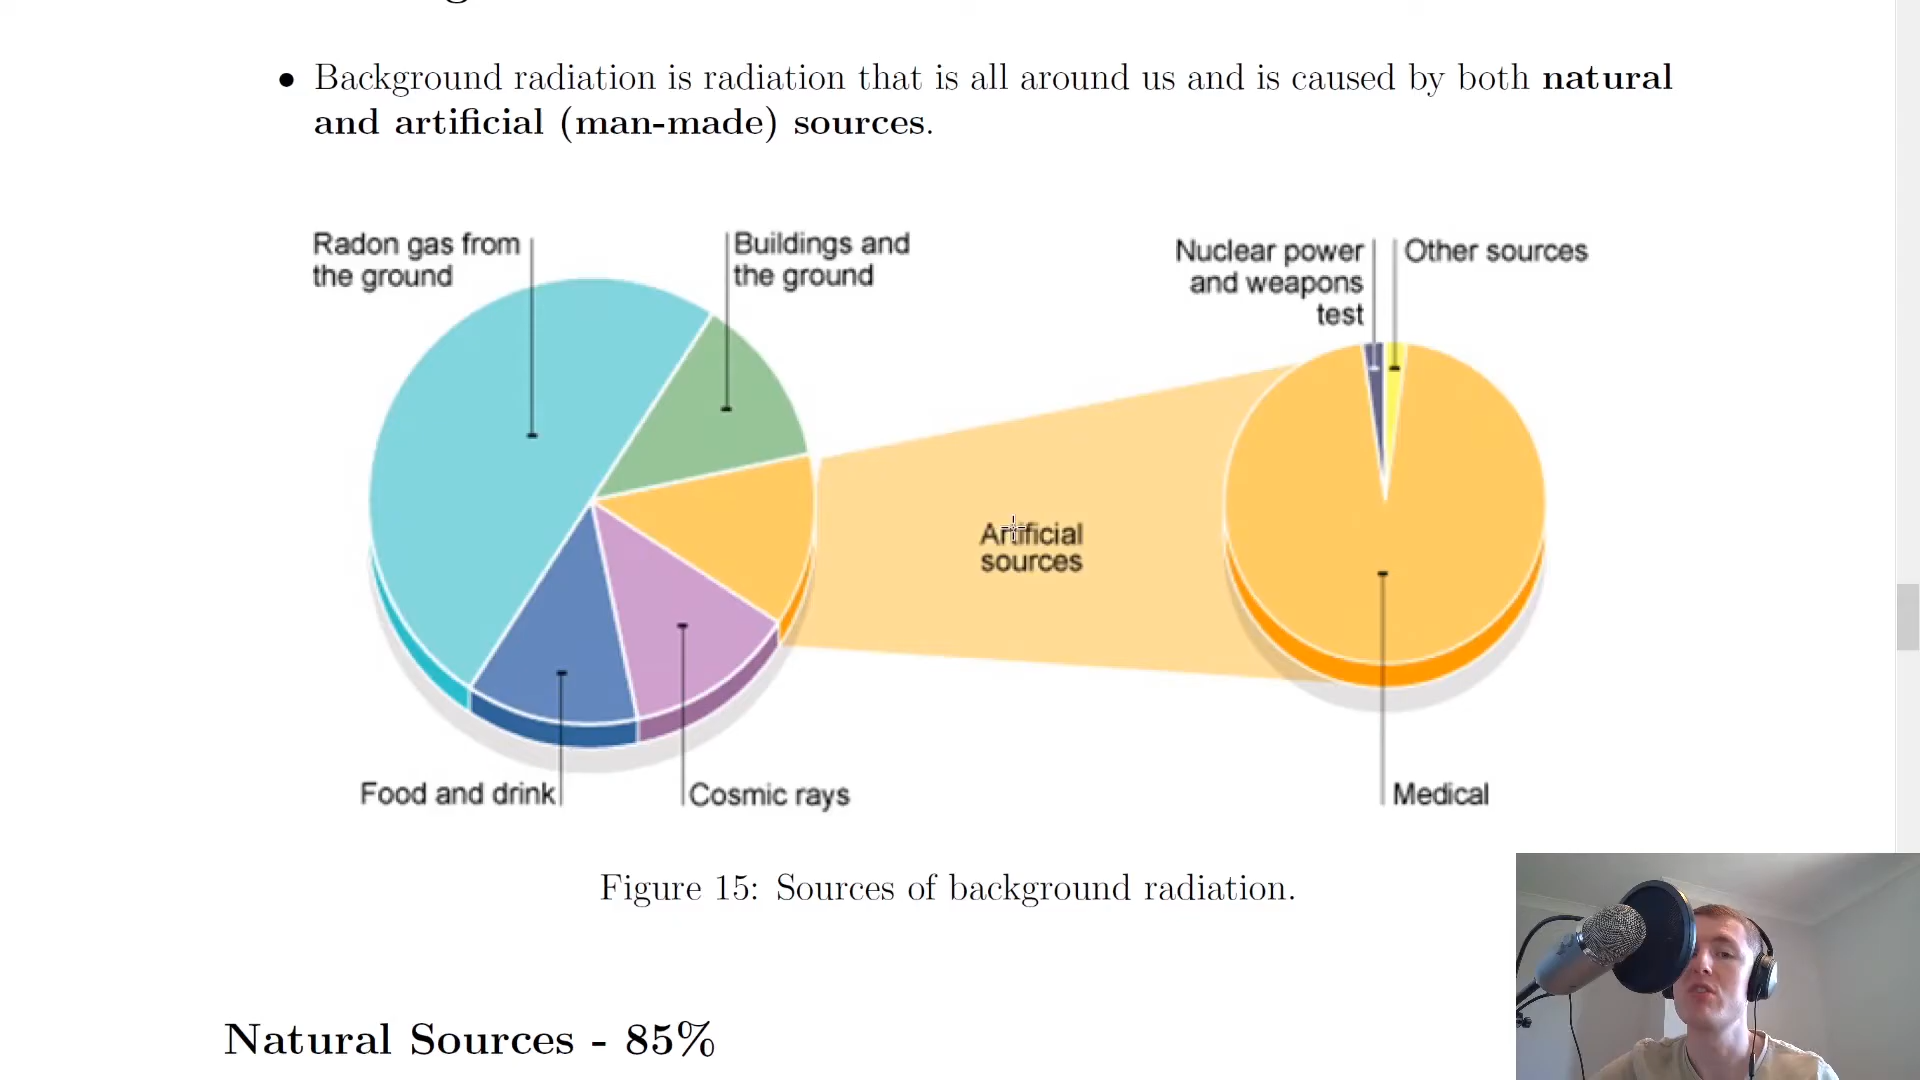 • Background radiation is radiation that is all around us and is caused by both natural
and artificial (man-made) sources.
Radon gas from
the ground
Buildings and
the ground
Nuclear power
and weapons
test
Other sources
Artificial
sources
Food and drink
Cosmic rays
Medical
Figure 15: Sources of background radiation.
Natural Sources - 85%